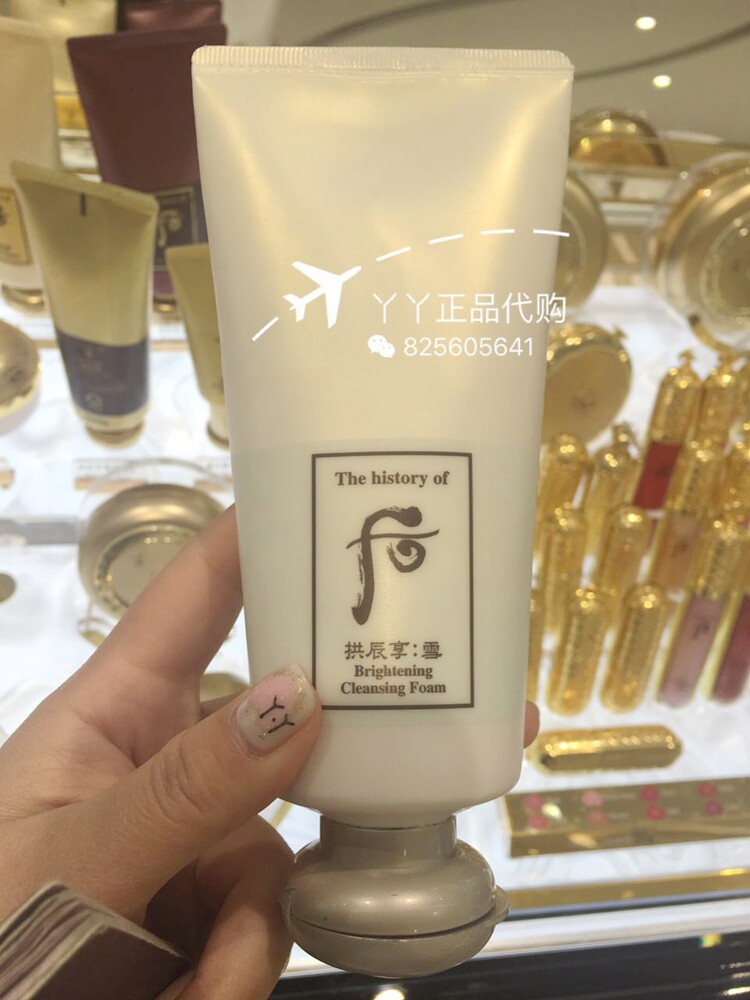 丫丫正品代购
825605641
The history of
后
拱辰享:雪
Brightening
Cleansing Foam
Y·Y